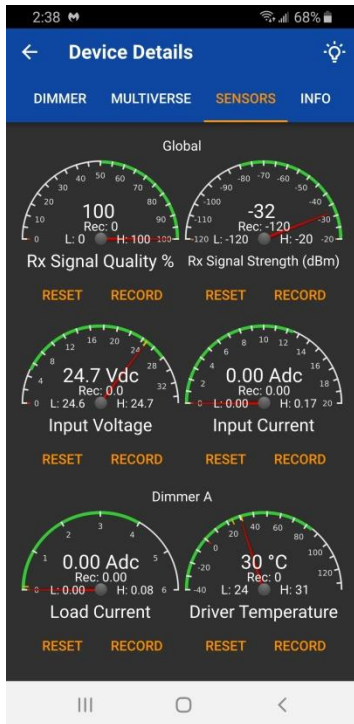 2:38 68%
Device Details
DIMMER MULTIVERSE SENSORS INFO
Global
0 10 20 30 40 50 60 70 80 90 100
100
Rec: 0
L: 0 H: 100
Rx Signal Quality %
RESET RECORD
-120 -110 -100 -90 -80 -70 -60 -50 -40 -30 -20
-32
Rec: -120
L: -120 H: -20
Rx Signal Strength (dBm)
RESET RECORD
0 4 8 12 16 20 24 28 32
24.7 Vdc
Rec: 0.0
L: 24.6 H: 24.7
Input Voltage
RESET RECORD
0 2 4 6 8 10 12 14 16 18 20
0.00 Adc
Rec: 0.00
L: 0.00 H: 0.17
Input Current
RESET RECORD
Dimmer A
0 1 2 3 4 5 6
0.00 Adc
Rec: 0.00
L: 0.00 H: 0.08
Load Current
RESET RECORD
-40 -20 0 20 40 60 80 100 120
30 °C
Rec: 0
L: 24 H: 31
Driver Temperature
RESET RECORD